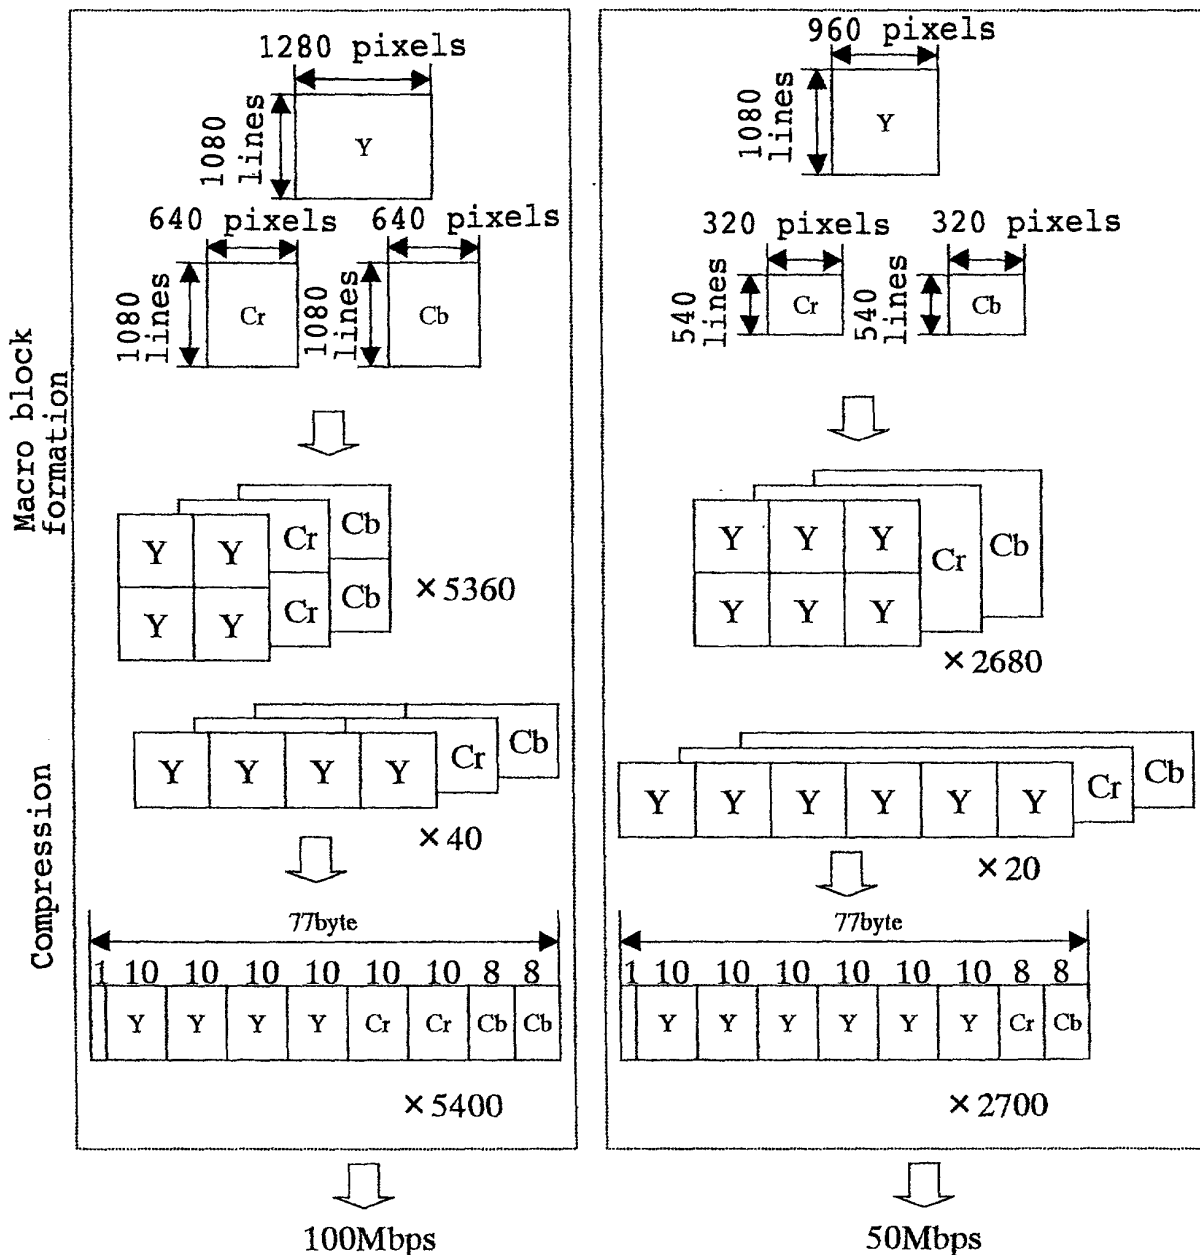 1280 pixels
1080
lines
Y
640 pixels
640 pixels
1080
lines
Cr
1080
lines
Cb
Macro block
formation
Y Y Cr Cb
Y Y Cr Cb
×5360
Compression
Y Y Y Y Cr Cb
×40
77byte
1 10 10 10 10 10 10 8 8
Y Y Y Y Cr Cr Cb Cb
×5400
100Mbps
960 pixels
1080
lines
Y
320 pixels
320 pixels
540
lines
Cr
540
lines
Cb
Y Y Y Cr Cb
Y Y Y
×2680
Y Y Y Y Y Y Cr Cb
×20
77byte
1 10 10 10 10 10 10 8 8
Y Y Y Y Y Y Cr Cb
×2700
50Mbps